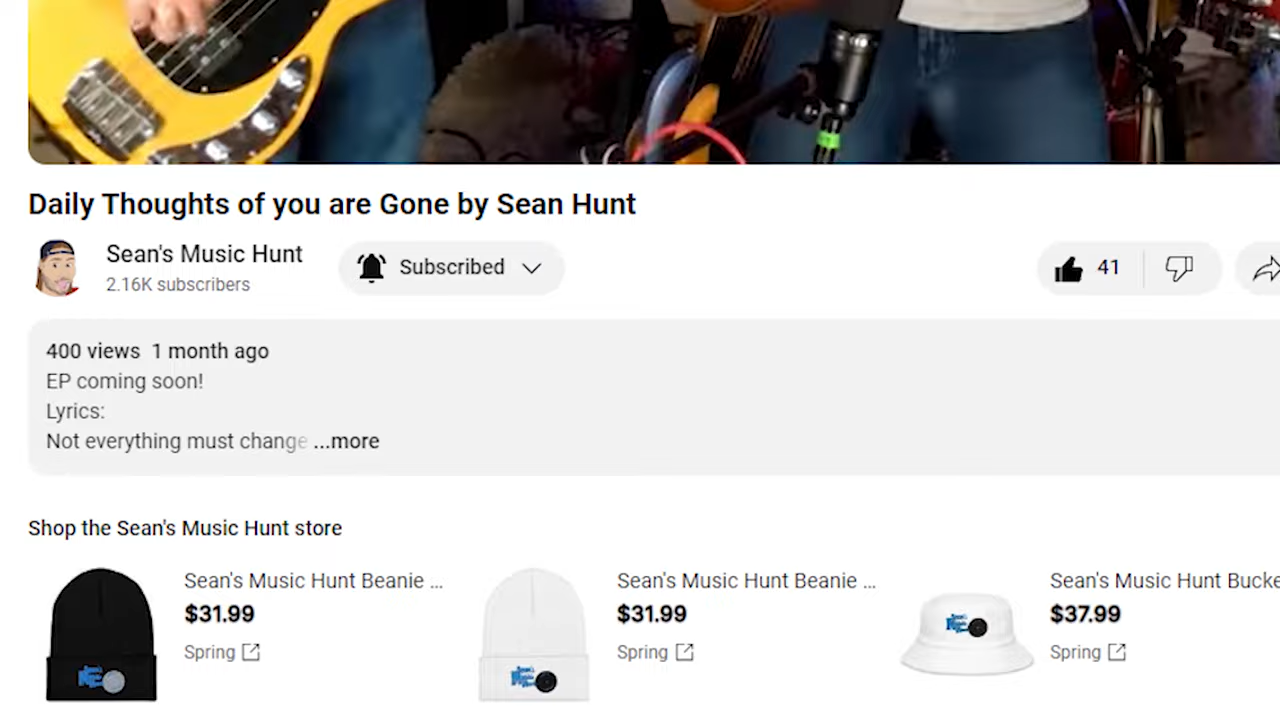 Daily Thoughts of you are Gone by Sean Hunt
Sean's Music Hunt
2.16K subscribers
Subscribed
41
400 views 1 month ago
EP coming soon!
Lyrics:
Not everything must change ...more
Shop the Sean's Music Hunt store
Sean's Music Hunt Beanie ...
$31.99
Spring
Sean's Music Hunt Beanie ...
$31.99
Spring
Sean's Music Hunt
$37.99
Spring